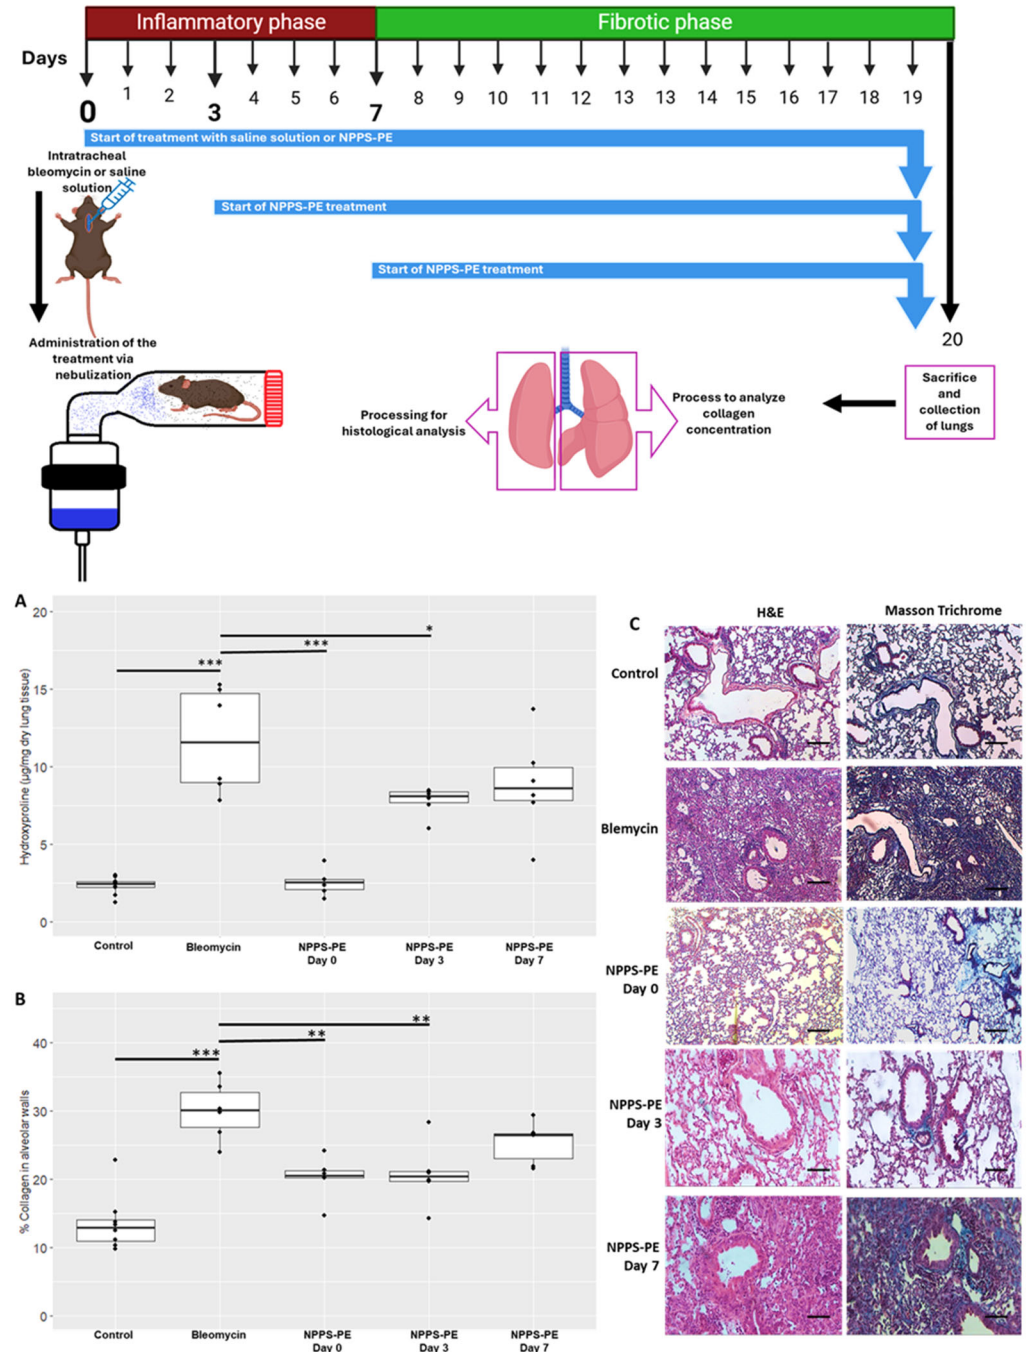 Inflammatory phase
Fibrotic phase
Days
0 1 2 3 4 5 6 7 8 9 10 11 12 13 13 14 15 16 17 18 19
Start of treatment with saline solution or NPPS-PE
Intratracheal
bleomycin or saline
solution
Start of NPPS-PE treatment
Start of NPPS-PE treatment
20
Administration of the
treatment via
nebulization
Processing for
histological analysis
Process to analyze
collagen
concentration
Sacrifice
and
collection
of lungs
A
Hydroxyproline (µg/mg dry lung tissue)
20
15
10
5
0
***
***
*
Control
Bleomycin
NPPS-PE
Day 0
NPPS-PE
Day 3
NPPS-PE
Day 7
B
% Collagen in alveolar walls
40
30
20
10
0
***
**
**
Control
Bleomycin
NPPS-PE
Day 0
NPPS-PE
Day 3
NPPS-PE
Day 7
C
H&E
Masson Trichrome
Control
Blemycin
NPPS-PE
Day 0
NPPS-PE
Day 3
NPPS-PE
Day 7